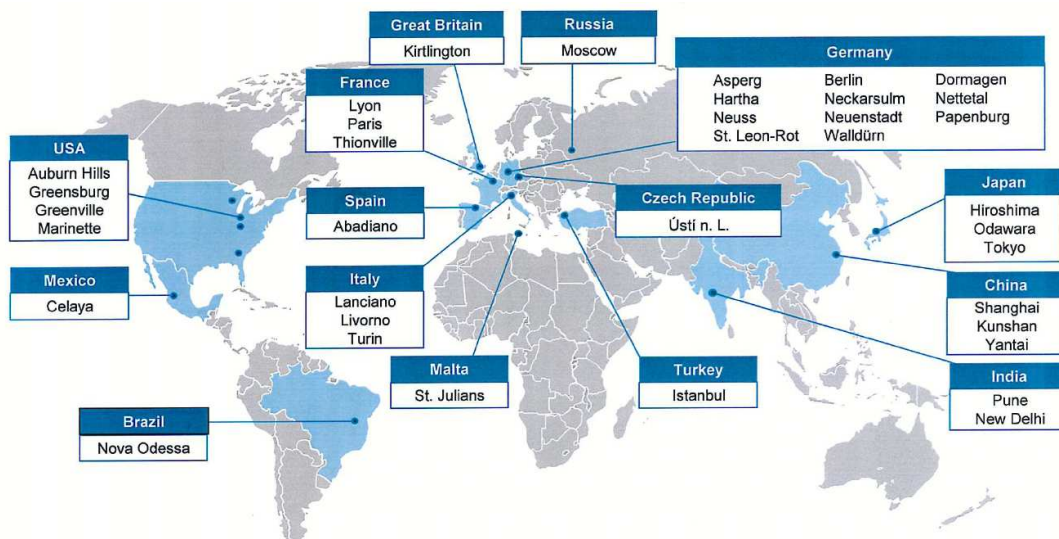 Great Britain
Kirtlington
Russia
Moscow
Germany
Asperg Berlin Dormagen
Hartha Neckarsulm Nettetal
Neuss Neuenstadt Papenburg
St. Leon-Rot Walldürn
France
Lyon
Paris
Thionville
USA
Auburn Hills
Greensburg
Greenville
Marinette
Spain
Abadiano
Czech Republic
Ústí n. L.
Japan
Hiroshima
Odawara
Tokyo
Mexico
Celaya
Italy
Lanciano
Livorno
Turin
China
Shanghai
Kunshan
Yantai
Malta
St. Julians
Turkey
Istanbul
India
Pune
New Delhi
Brazil
Nova Odessa